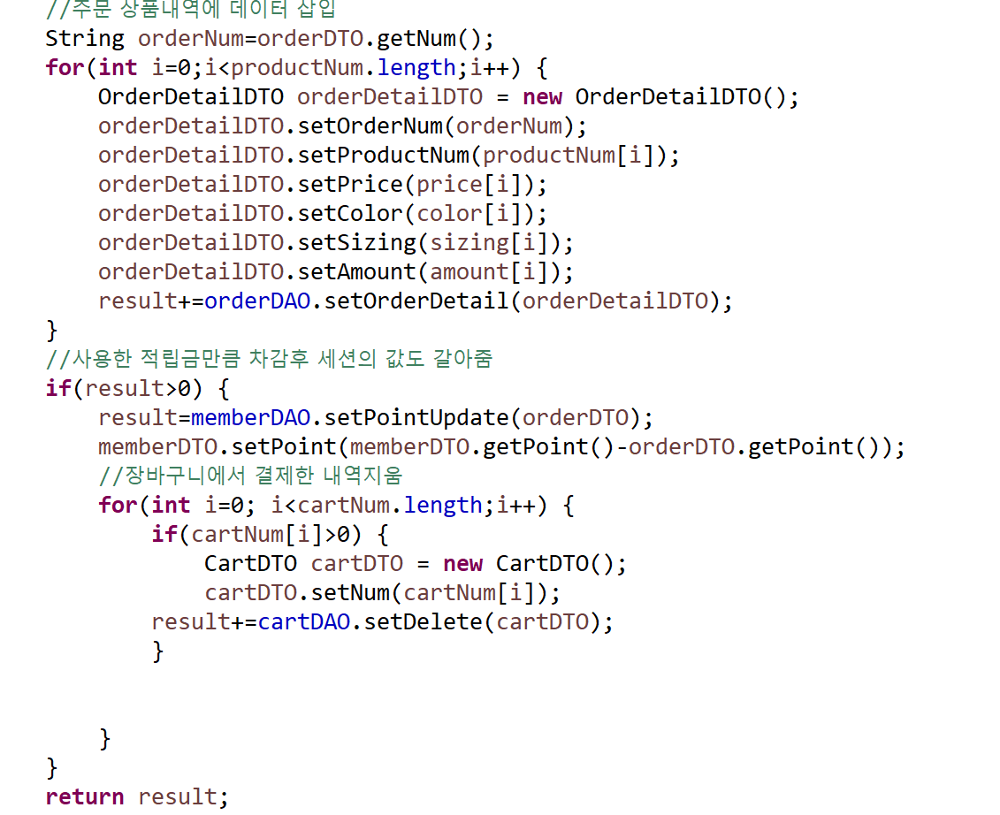 //주문 상품내역에 데이터 삽입
String orderNum=orderDTO.getNum();
for(int i=0;i<productNum.length;i++) {
    OrderDetailDTO orderDetailDTO = new OrderDetailDTO();
    orderDetailDTO.setOrderNum(orderNum);
    orderDetailDTO.setProductNum(productNum[i]);
    orderDetailDTO.setPrice(price[i]);
    orderDetailDTO.setColor(color[i]);
    orderDetailDTO.setSizing(sizing[i]);
    orderDetailDTO.setAmount(amount[i]);
    result+=orderDAO.setOrderDetail(orderDetailDTO);
}
//사용한 적립금만큼 차감후 세션의 값도 갈아줌
if(result>0) {
    result=memberDAO.setPointUpdate(orderDTO);
    memberDTO.setPoint(memberDTO.getPoint()-orderDTO.getPoint());
    //장바구니에서 결제한 내역지움
    for(int i=0; i<cartNum.length;i++) {
        if(cartNum[i]>0) {
            CartDTO cartDTO = new CartDTO();
            cartDTO.setNum(cartNum[i]);
        result+=cartDAO.setDelete(cartDTO);
        }
    }
}
return result;